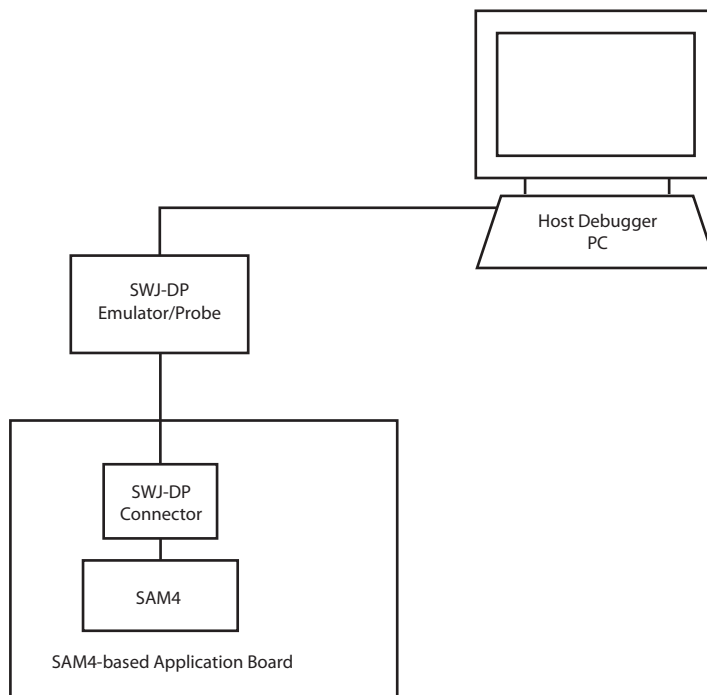 Host Debugger
PC
SWJ-DP
Emulator/Probe
SWJ-DP
Connector
SAM4
SAM4-based Application Board